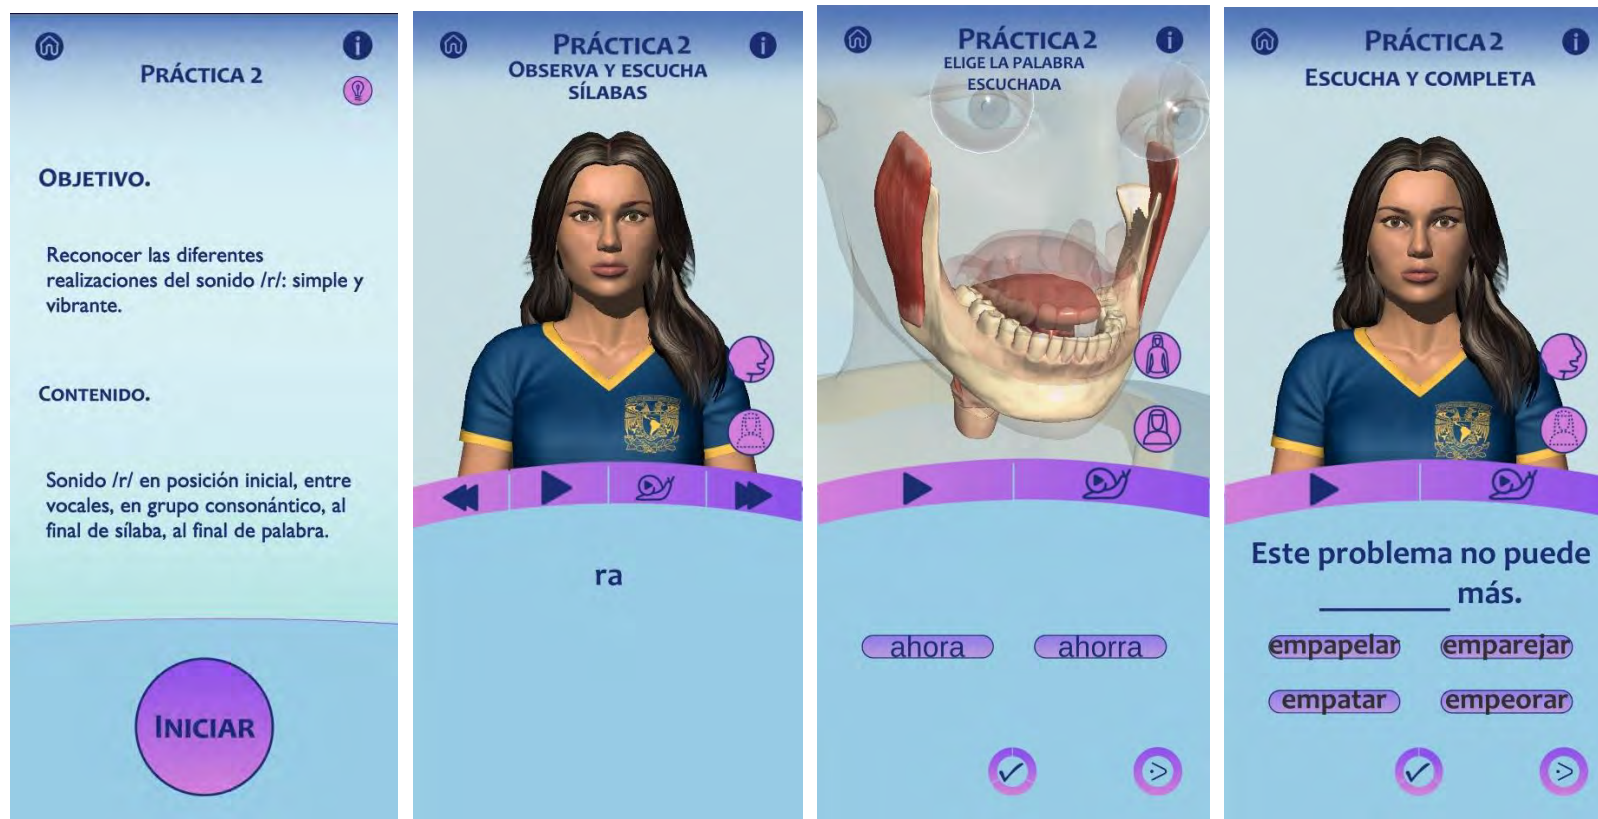 PRÁCTICA 2
OBJETIVO.
Reconocer las diferentes
realizaciones del sonido /r/: simple y
vibrante.
CONTENIDO.
Sonido /r/ en posición inicial, entre
vocales, en grupo consonántico, al
final de sílaba, al final de palabra.
INICIAR
PRÁCTICA 2
OBSERVA Y ESCUCHA
SÍLABAS
ra
PRÁCTICA 2
ELIGE LA PALABRA
ESCUCHADA
ahora ahorra
PRÁCTICA 2
ESCUCHA Y COMPLETA
Este problema no puede
________ más.
empapelar emparejar
empatar empeorar